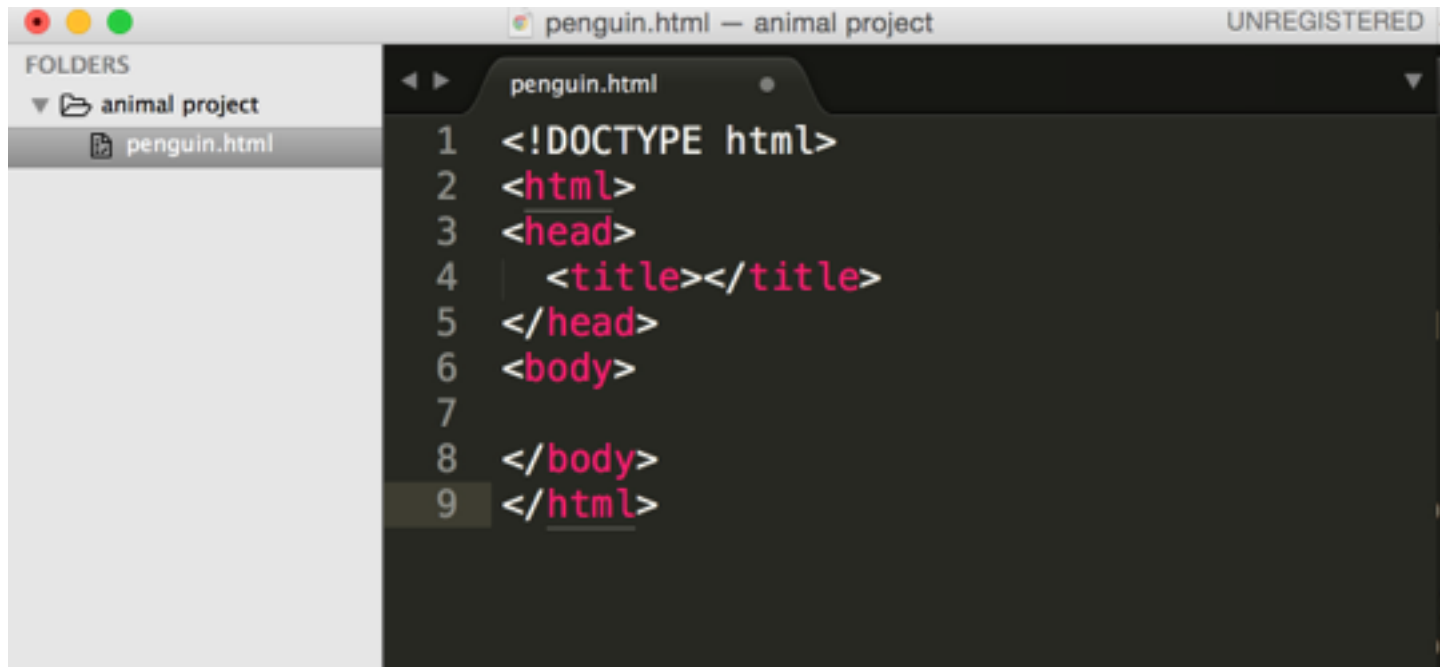 penguin.html — animal project
UNREGISTERED
FOLDERS
animal project
penguin.html
penguin.html
1 <!DOCTYPE html>
2 <html>
3 <head>
4   <title></title>
5 </head>
6 <body>
7
8 </body>
9 </html>